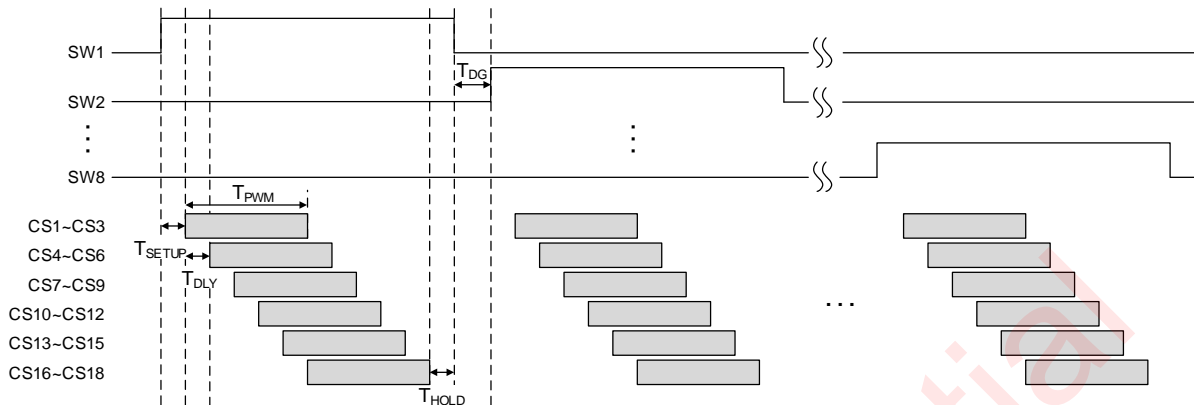 SW1
TDG
SW2
SW8
TPWM
CS1~CS3
TSETUP
CS4~CS6
TDLY
CS7~CS9
CS10~CS12
CS13~CS15
CS16~CS18
THOLD
tial